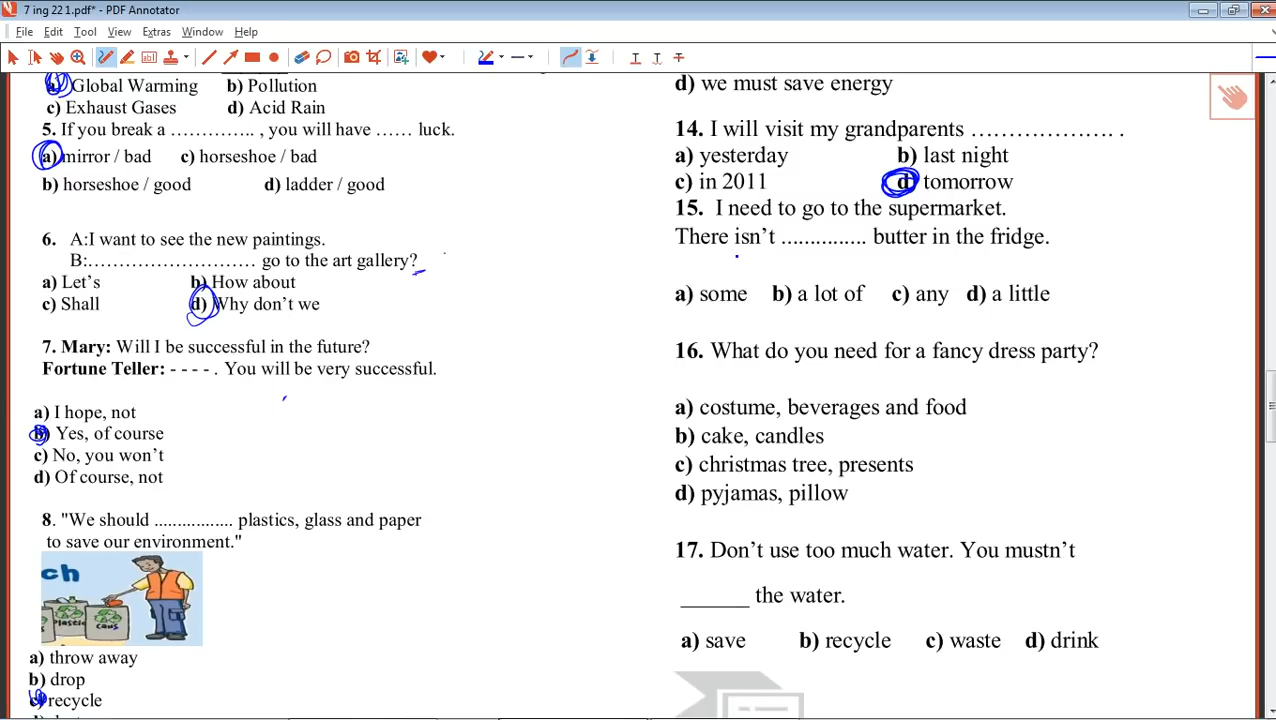 7 ing 22 1.pdf* - PDF Annotator
File Edit Tool View Extras Window Help
a) Global Warming b) Pollution
c) Exhaust Gases d) Acid Rain
5. If you break a ………….. , you will have …… luck.
a) mirror / bad c) horseshoe / bad
b) horseshoe / good d) ladder / good
6. A:I want to see the new paintings.
B:………………………… go to the art gallery?
a) Let's b) How about
c) Shall d) Why don't we
7. Mary: Will I be successful in the future?
Fortune Teller: - - - - . You will be very successful.
a) I hope, not
b) Yes, of course
c) No, you won't
d) Of course, not
8. "We should ................. plastics, glass and paper
to save our environment."
ch
Plastic
cans
a) throw away
b) drop
c) recycle
d) we must save energy
14. I will visit my grandparents ………………… .
a) yesterday b) last night
c) in 2011 d) tomorrow
15. I need to go to the supermarket.
There isn't ............... butter in the fridge.
a) some b) a lot of c) any d) a little
16. What do you need for a fancy dress party?
a) costume, beverages and food
b) cake, candles
c) christmas tree, presents
d) pyjamas, pillow
17. Don't use too much water. You mustn't
______ the water.
a) save b) recycle c) waste d) drink